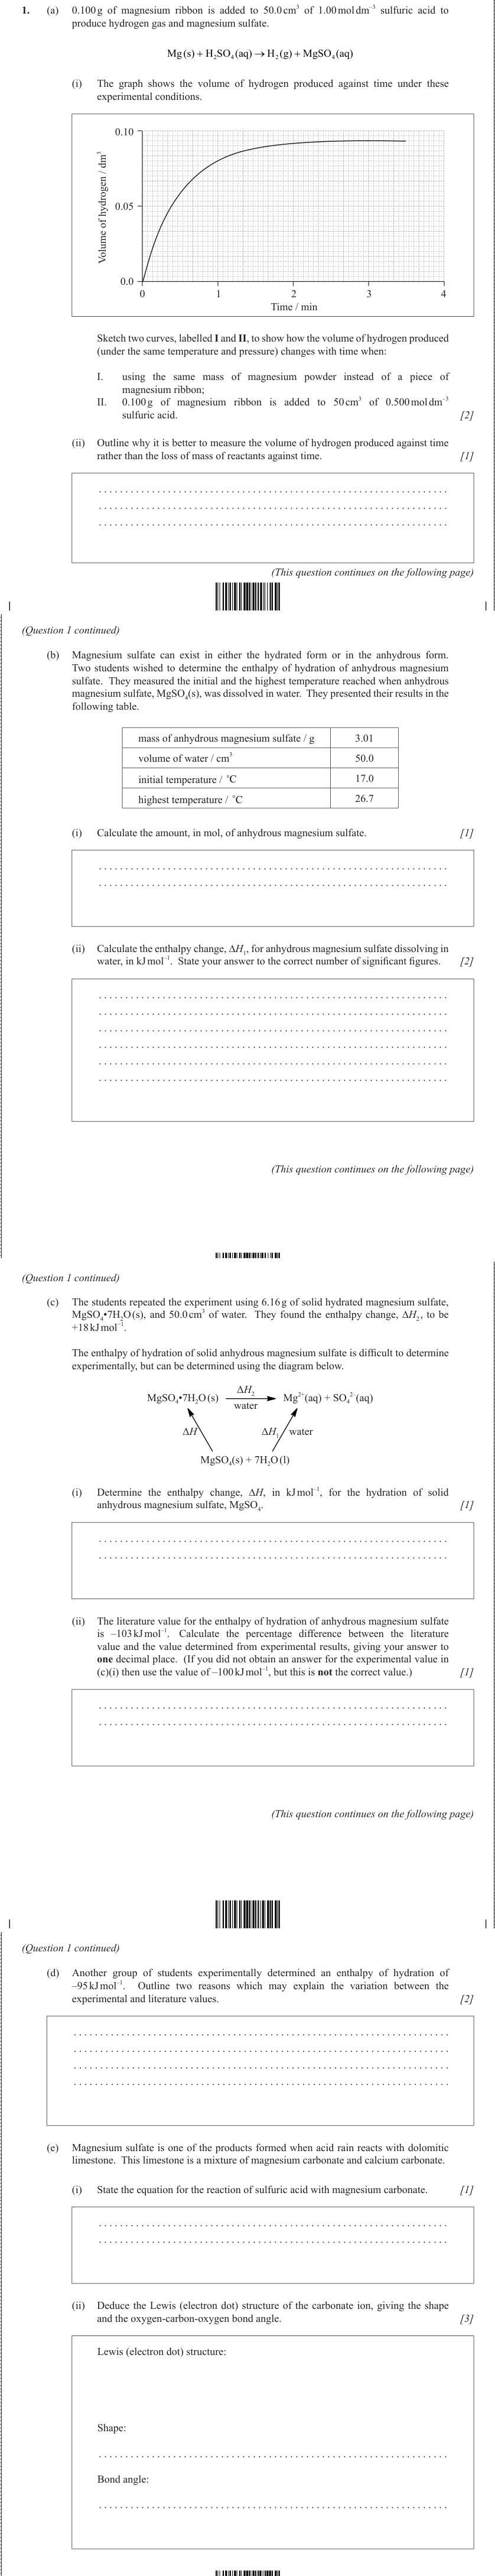 1. (a) 0.100 g of magnesium ribbon is added to 50.0 cm³ of 1.00 mol dm⁻³ sulfuric acid to
produce hydrogen gas and magnesium sulfate.
Mg (s) + H₂SO₄(aq) → H₂(g) + MgSO₄(aq)
(i) The graph shows the volume of hydrogen produced against time under these
experimental conditions.
Volume of hydrogen / dm³
0.10
0.05
0.0
0 1 2 3 4
Time / min
Sketch two curves, labelled I and II, to show how the volume of hydrogen produced
(under the same temperature and pressure) changes with time when:
I. using the same mass of magnesium powder instead of a piece of
magnesium ribbon;
II. 0.100 g of magnesium ribbon is added to 50 cm³ of 0.500 mol dm⁻³
sulfuric acid. [2]
(ii) Outline why it is better to measure the volume of hydrogen produced against time
rather than the loss of mass of reactants against time. [1]
(This question continues on the following page)
(Question 1 continued)
(b) Magnesium sulfate can exist in either the hydrated form or in the anhydrous form.
Two students wished to determine the enthalpy of hydration of anhydrous magnesium
sulfate. They measured the initial and the highest temperature reached when anhydrous
magnesium sulfate, MgSO₄(s), was dissolved in water. They presented their results in the
following table.
mass of anhydrous magnesium sulfate / g 3.01
volume of water / cm³ 50.0
initial temperature / °C 17.0
highest temperature / °C 26.7
(i) Calculate the amount, in mol, of anhydrous magnesium sulfate. [1]
(ii) Calculate the enthalpy change, ΔH₁, for anhydrous magnesium sulfate dissolving in
water, in kJ mol⁻¹. State your answer to the correct number of significant figures. [2]
(This question continues on the following page)
(Question 1 continued)
(c) The students repeated the experiment using 6.16 g of solid hydrated magnesium sulfate,
MgSO₄•7H₂O(s), and 50.0 cm³ of water. They found the enthalpy change, ΔH₂, to be
+18 kJ mol⁻¹.
The enthalpy of hydration of solid anhydrous magnesium sulfate is difficult to determine
experimentally, but can be determined using the diagram below.
ΔH₂
MgSO₄•7H₂O (s) Mg²⁺(aq) + SO₄²⁻(aq)
water
ΔH ΔH₁ water
MgSO₄(s) + 7H₂O(l)
(i) Determine the enthalpy change, ΔH, in kJ mol⁻¹, for the hydration of solid
anhydrous magnesium sulfate, MgSO₄. [1]
(ii) The literature value for the enthalpy of hydration of anhydrous magnesium sulfate
is –103 kJ mol⁻¹. Calculate the percentage difference between the literature
value and the value determined from experimental results, giving your answer to
one decimal place. (If you did not obtain an answer for the experimental value in
(c)(i) then use the value of –100 kJ mol⁻¹, but this is not the correct value.) [1]
(This question continues on the following page)
(Question 1 continued)
(d) Another group of students experimentally determined an enthalpy of hydration of
–95 kJ mol⁻¹. Outline two reasons which may explain the variation between the
experimental and literature values. [2]
(e) Magnesium sulfate is one of the products formed when acid rain reacts with dolomitic
limestone. This limestone is a mixture of magnesium carbonate and calcium carbonate.
(i) State the equation for the reaction of sulfuric acid with magnesium carbonate. [1]
(ii) Deduce the Lewis (electron dot) structure of the carbonate ion, giving the shape
and the oxygen-carbon-oxygen bond angle. [3]
Lewis (electron dot) structure:
Shape:
Bond angle: